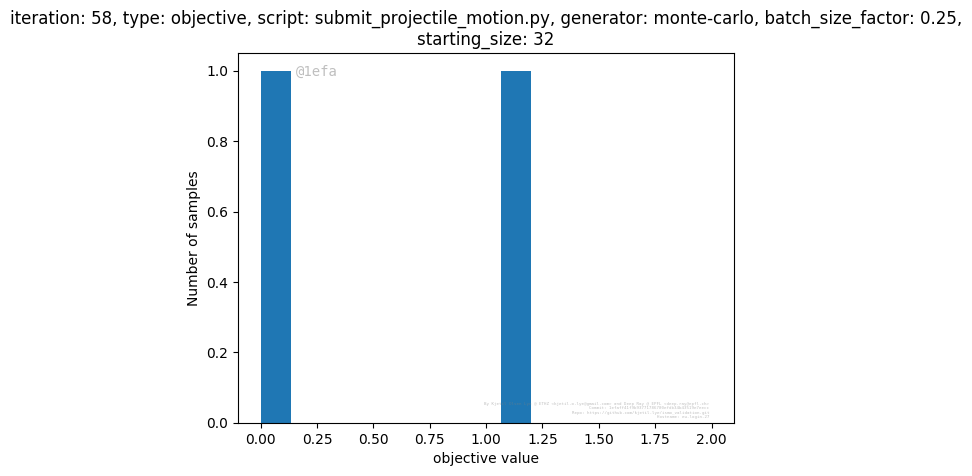 iteration: 58, type: objective, script: submit_projectile_motion.py, generator: monte-carlo, batch_size_factor: 0.25,
starting_size: 32
@1efa
1.0
0.8
0.6
0.4
0.2
0.0
Number of samples
0.00 0.25 0.50 0.75 1.00 1.25 1.50 1.75 2.00
objective value